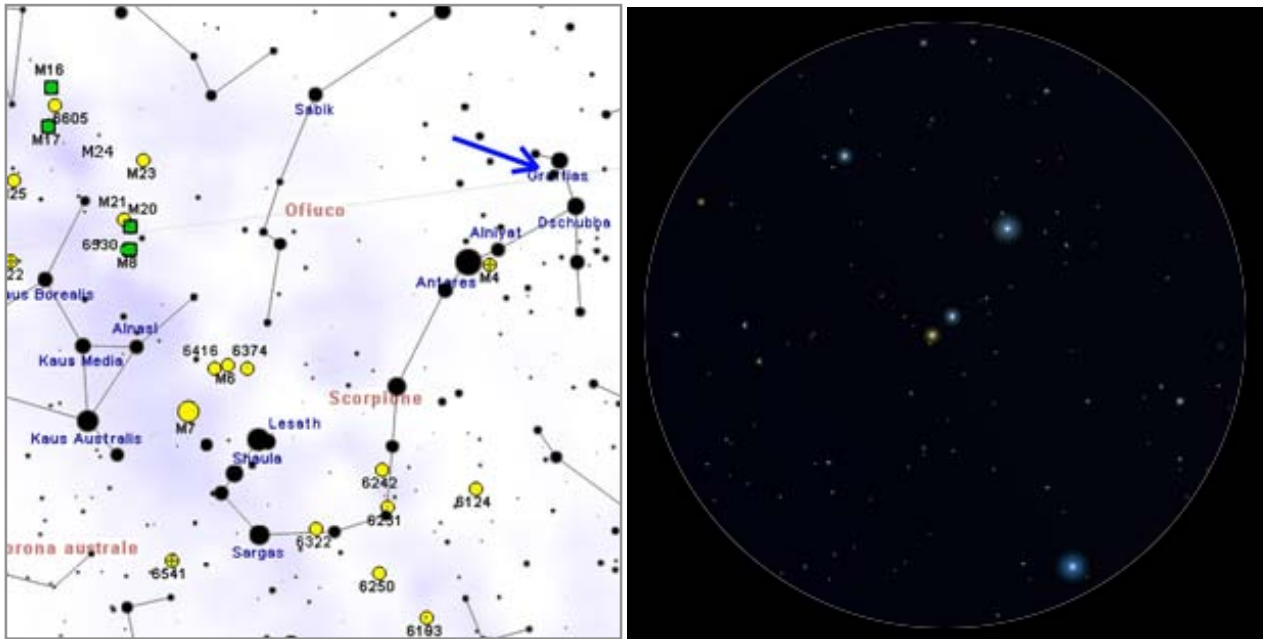 M16
6605
M17
M24
M23
Sabik
Graffias
25
M21
M20
Ofiuco
Dschubba
Alniyat
6530
M8
22
Antares
M4
aus Borealis
Alnasl
Kaus Media
6416
6374
M6
Scorpione
M7
Lesath
Kaus Australis
Shaula
6242
6124
6231
6322
Sargas
orona australe
6541
6250
6193